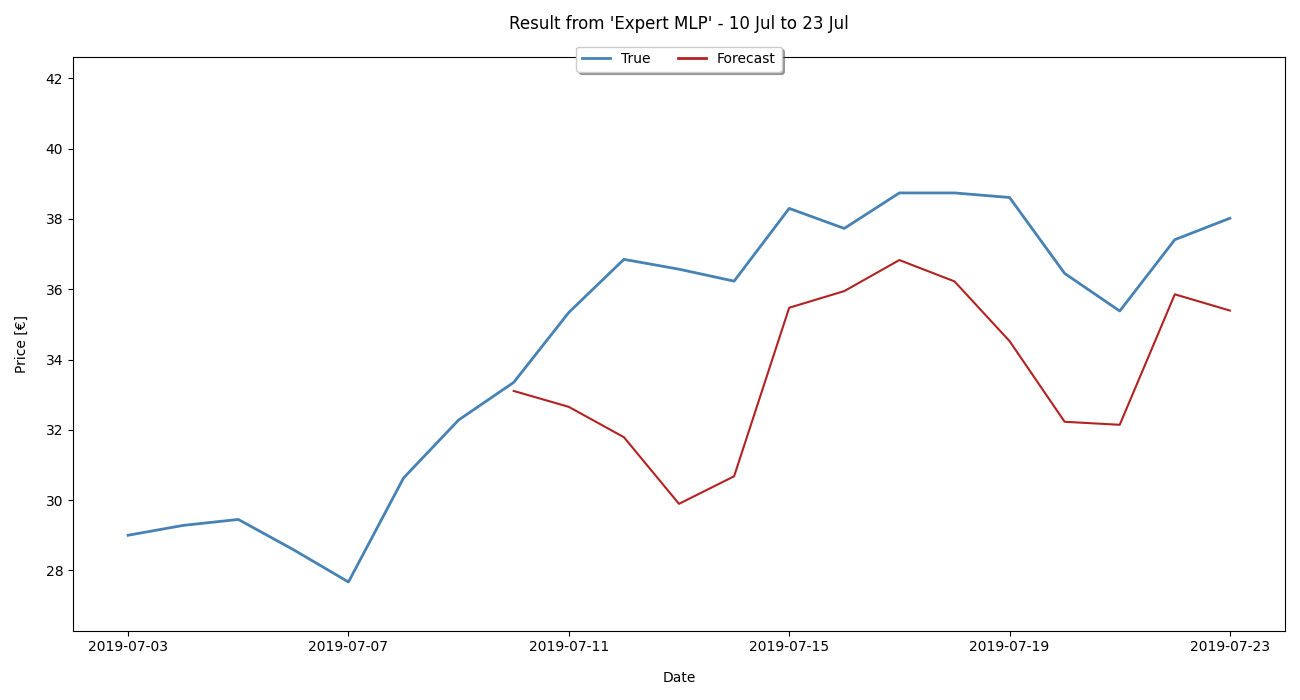 Result from 'Expert MLP' - 10 Jul to 23 Jul
True Forecast
42
40
38
36
34
32
30
28
Price [€]
2019-07-03 2019-07-07 2019-07-11 2019-07-15 2019-07-19 2019-07-23
Date